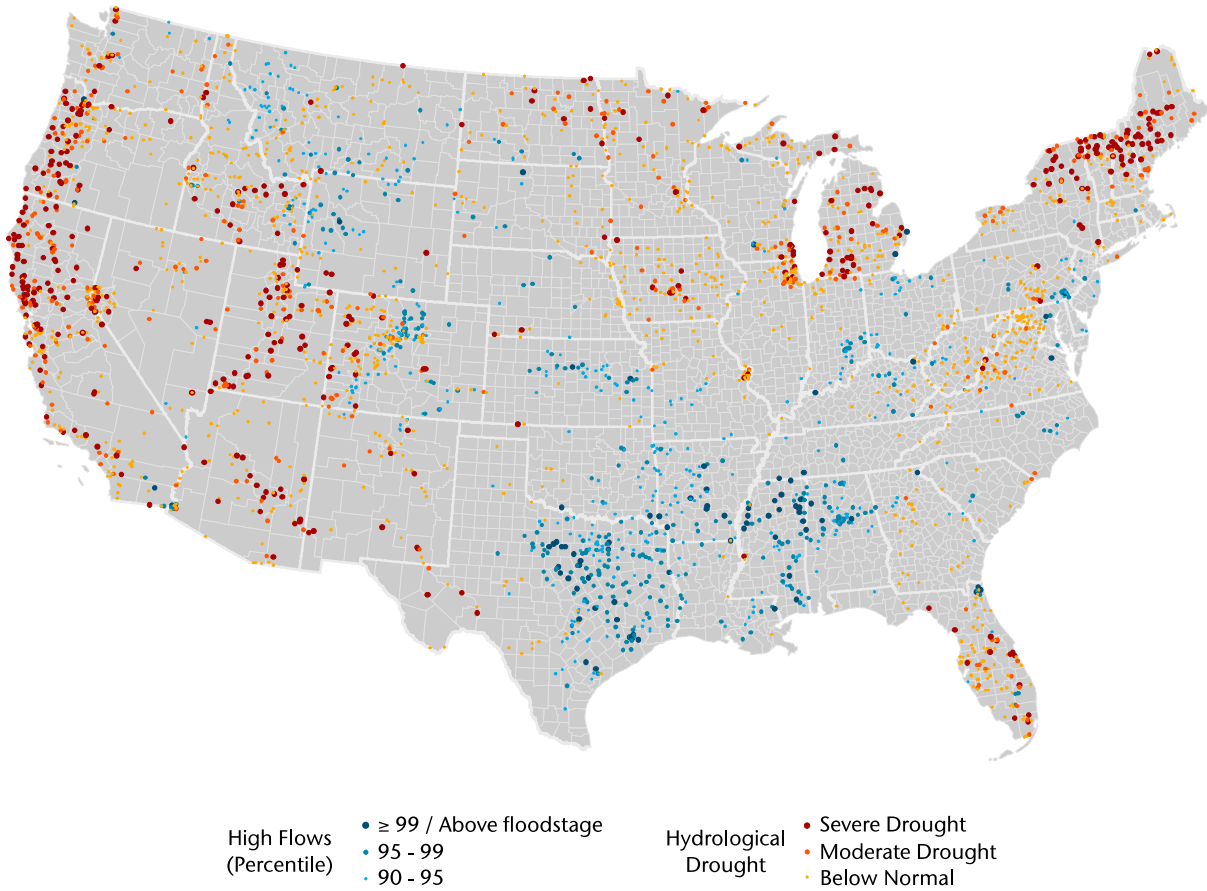 High Flows
(Percentile)
≥ 99 / Above floodstage
95 - 99
90 - 95
Hydrological
Drought
Severe Drought
Moderate Drought
Below Normal